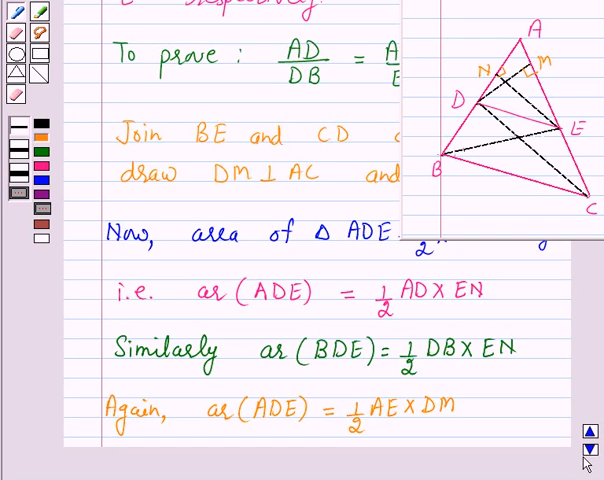 respectively.
To prove : AD/DB = A
Join BE and CD
draw DM ⊥ AC and
Now, area of Δ ADE
i.e. ar (ADE) = 1/2 AD X EN
Similarly ar (BDE) = 1/2 DB X EN
Again, ar (ADE) = 1/2 AE X DM
A
N
M
D
E
B
C